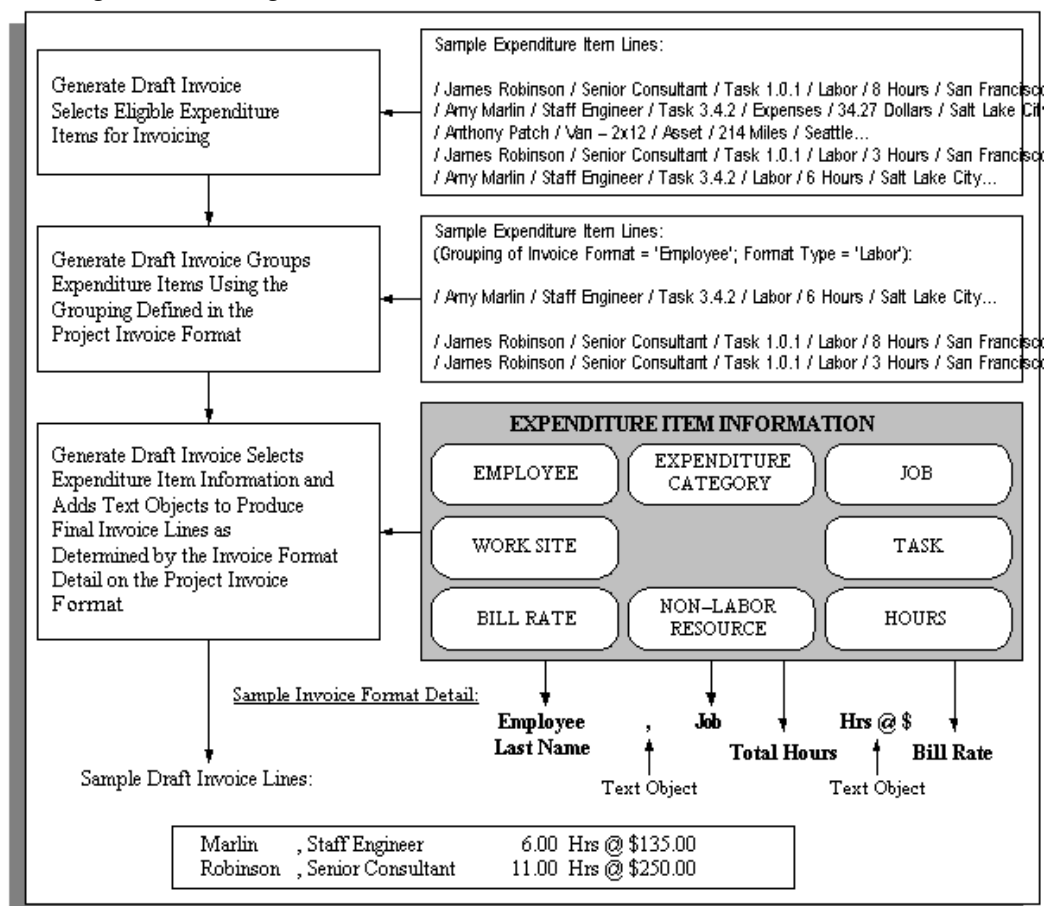 Generate Draft Invoice
Selects Eligible Expenditure
Items for Invoicing
Sample Expenditure Item Lines:
/ James Robinson / Senior Consultant / Task 1.0.1 / Labor / 8 Hours / San Francisco
/ Amy Marlin / Staff Engineer / Task 3.4.2 / Expenses / 34.27 Dollars / Salt Lake City
/ Anthony Patch / Van – 2x12 / Asset / 214 Miles / Seattle...
/ James Robinson / Senior Consultant / Task 1.0.1 / Labor / 3 Hours / San Francisco
/ Amy Marlin / Staff Engineer / Task 3.4.2 / Labor / 6 Hours / Salt Lake City...
Generate Draft Invoice Groups
Expenditure Items Using the
Grouping Defined in the
Project Invoice Format
Sample Expenditure Item Lines:
(Grouping of Invoice Format = 'Employee'; Format Type = 'Labor'):
/ Amy Marlin / Staff Engineer / Task 3.4.2 / Labor / 6 Hours / Salt Lake City...
/ James Robinson / Senior Consultant / Task 1.0.1 / Labor / 8 Hours / San Francisco
/ James Robinson / Senior Consultant / Task 1.0.1 / Labor / 3 Hours / San Francisco
Generate Draft Invoice Selects
Expenditure Item Information and
Adds Text Objects to Produce
Final Invoice Lines as
Determined by the Invoice Format
Detail on the Project Invoice
Format
EXPENDITURE ITEM INFORMATION
EMPLOYEE
EXPENDITURE
CATEGORY
JOB
WORK SITE
TASK
BILL RATE
NON–LABOR
RESOURCE
HOURS
Sample Invoice Format Detail:
Employee
Last Name
,
Job
Total Hours
Hrs @ $
Bill Rate
Text Object
Text Object
Sample Draft Invoice Lines:
Marlin , Staff Engineer 6.00 Hrs @ $135.00
Robinson , Senior Consultant 11.00 Hrs @ $250.00